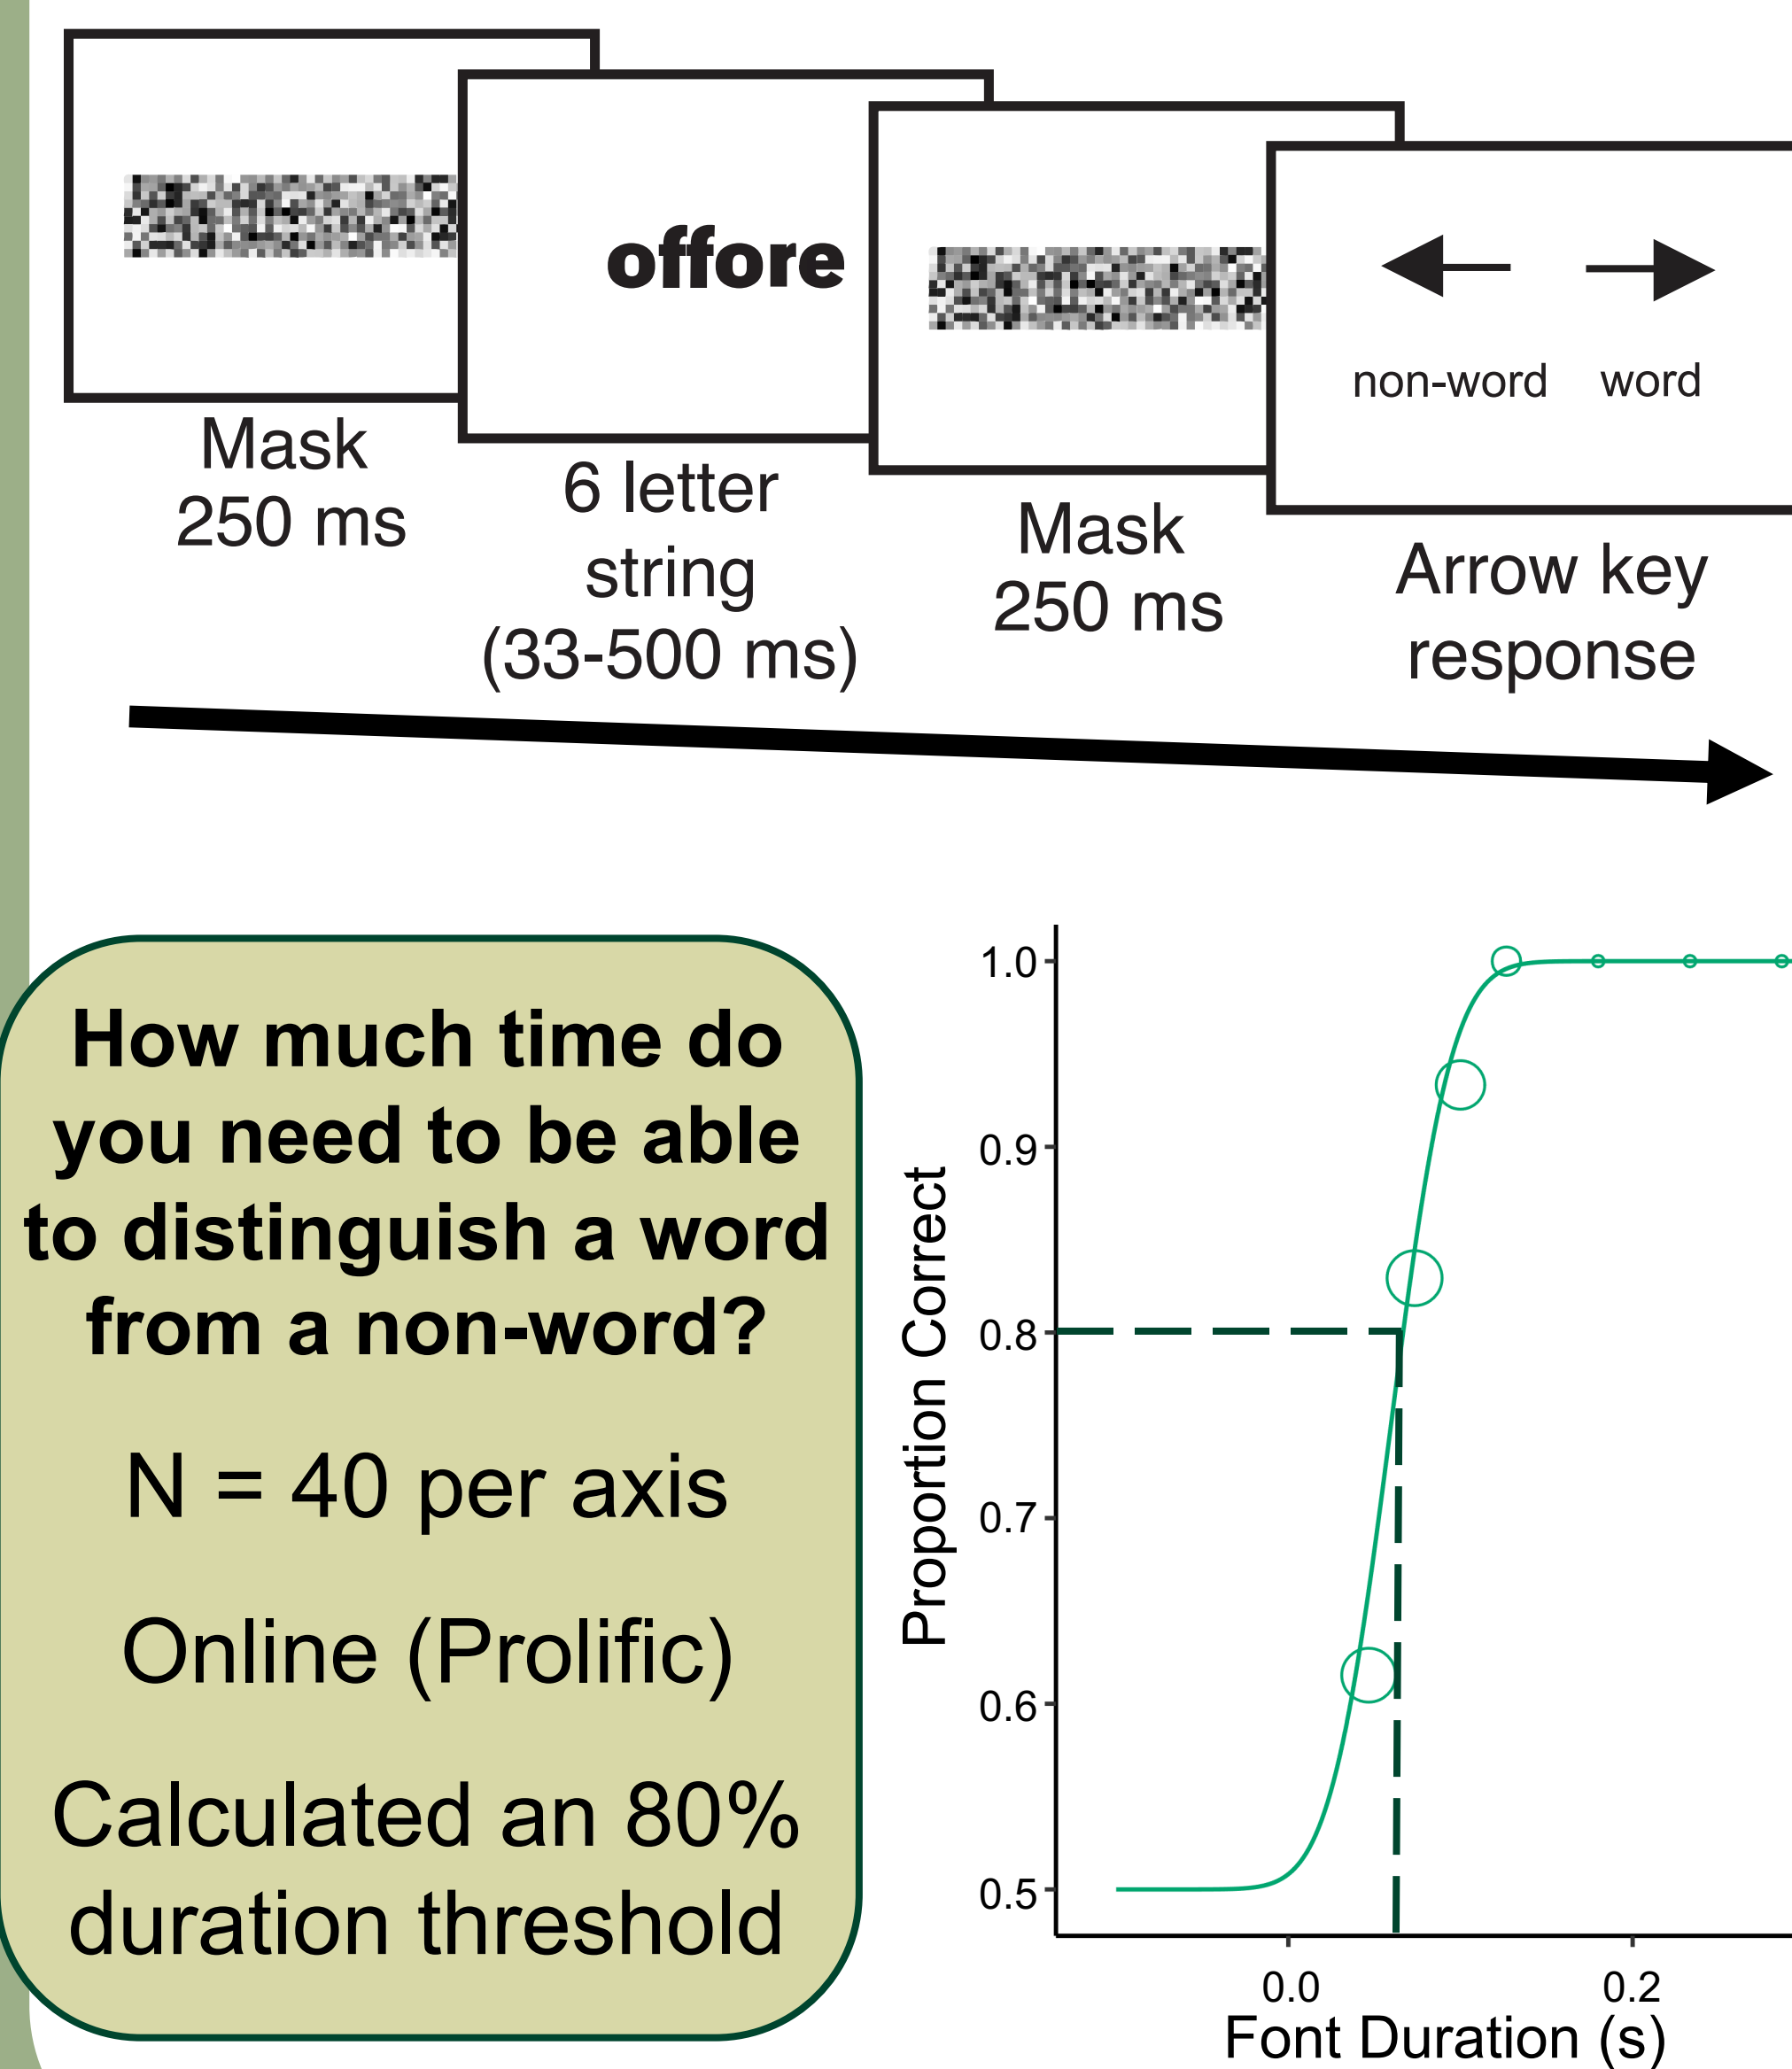 offore
non-word word
Mask
250 ms
6 letter
string
(33-500 ms)
Mask
250 ms
Arrow key
response
How much time do
you need to be able
to distinguish a word
from a non-word?
N = 40 per axis
Online (Prolific)
Calculated an 80%
duration threshold
Proportion Correct
1.0
0.9
0.8
0.7
0.6
0.5
0.0 0.2
Font Duration (s)